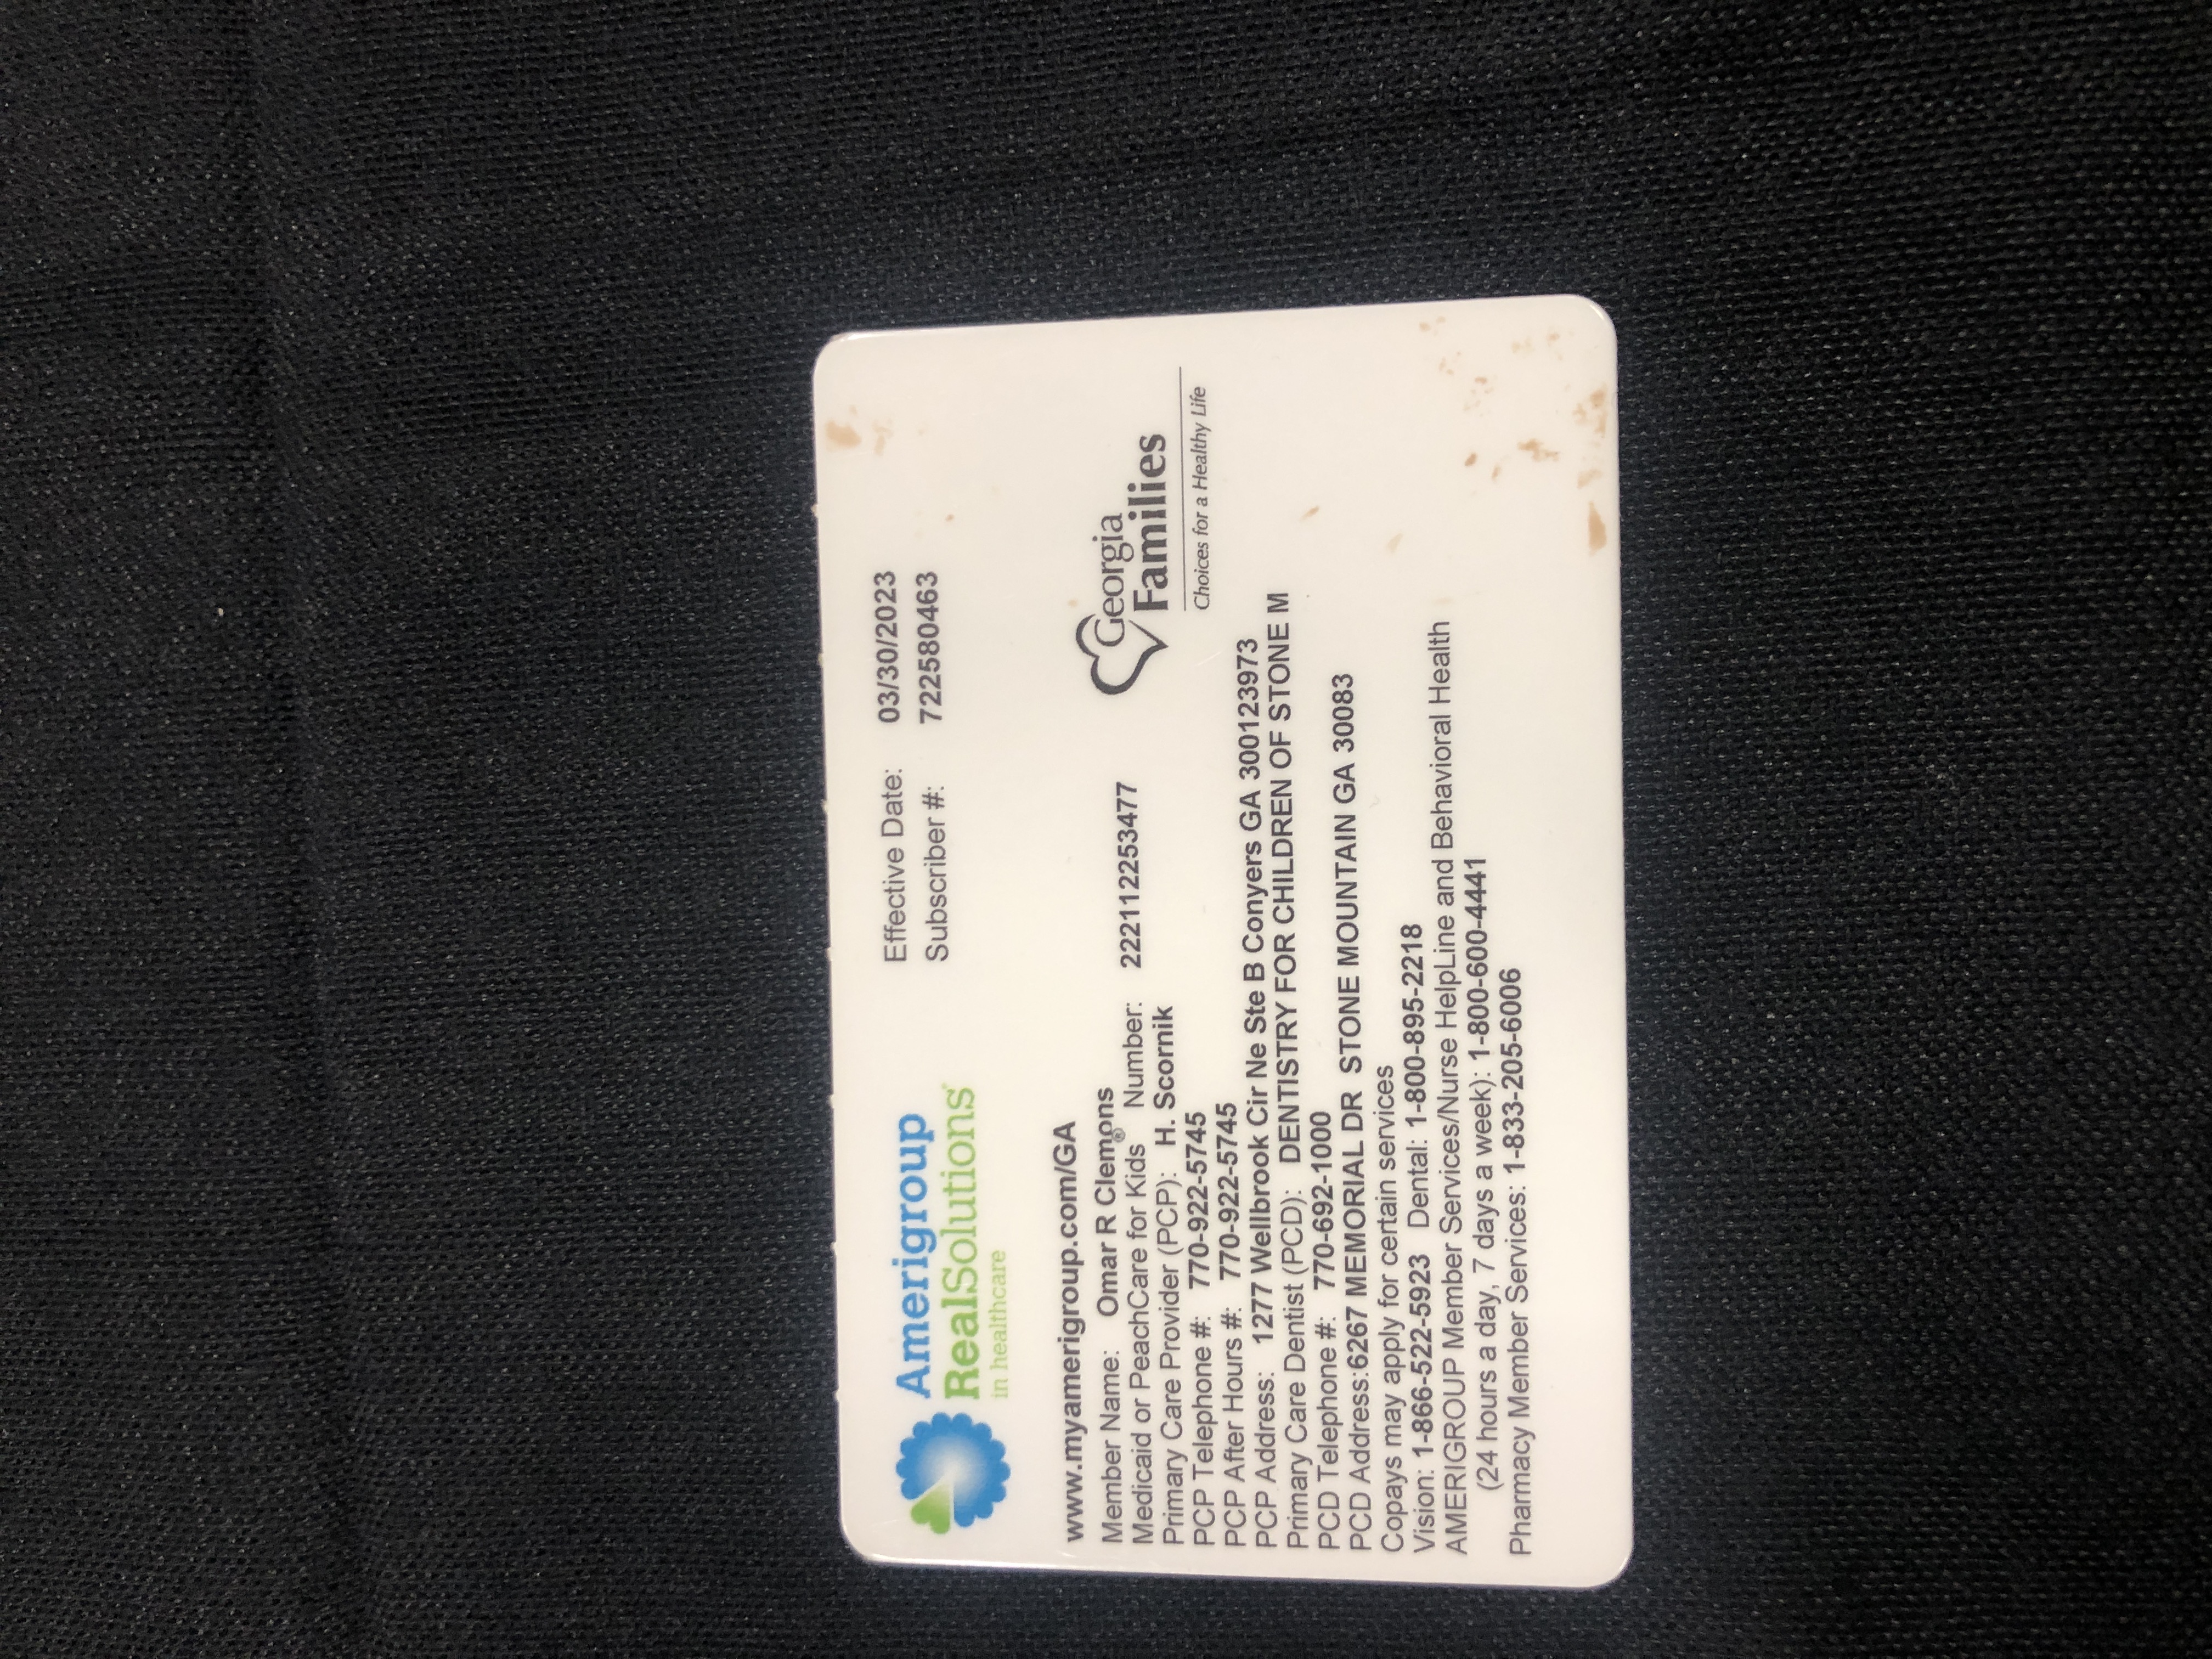 Amerigroup
RealSolutions
in healthcare
Effective Date: 03/30/2023
Subscriber #: 722580463
www.myamerigroup.com/GA
Member Name: Omar R Clemons
Medicaid or PeachCare for Kids® Number: 222112253477
Primary Care Provider (PCP): H. Scornik
PCP Telephone #: 770-922-5745
PCP After Hours #: 770-922-5745
PCP Address: 1277 Wellbrook Cir Ne Ste B Conyers GA 300123973
Primary Care Dentist (PCD): DENTISTRY FOR CHILDREN OF STONE M
PCD Telephone #: 770-692-1000
PCD Address:6267 MEMORIAL DR STONE MOUNTAIN GA 30083
Copays may apply for certain services
Vision: 1-866-522-5923 Dental: 1-800-895-2218
AMERIGROUP Member Services/Nurse HelpLine and Behavioral Health
(24 hours a day, 7 days a week): 1-800-600-4441
Pharmacy Member Services: 1-833-205-6006
Georgia
Families
Choices for a Healthy Life